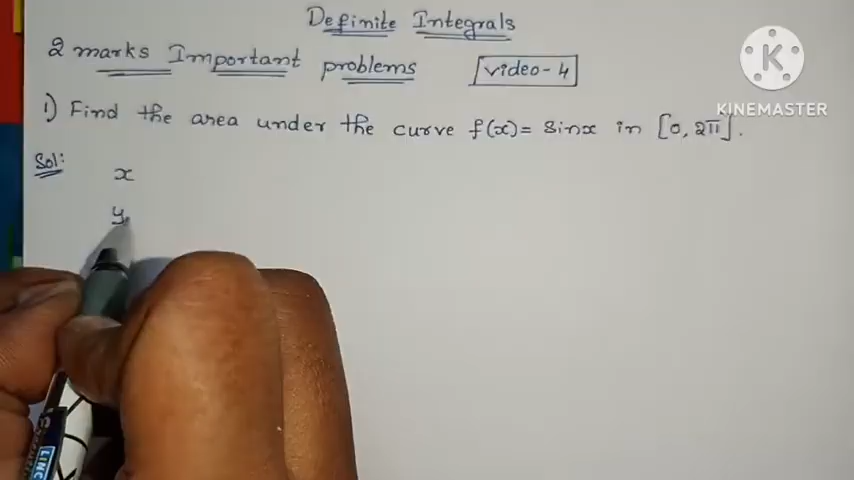 Definite Integrals
2 marks Important problems video-4
K
KINEMASTER
1) Find the area under the curve f(x)= sinx in [0, 2π].
Sol: x
y
LINC